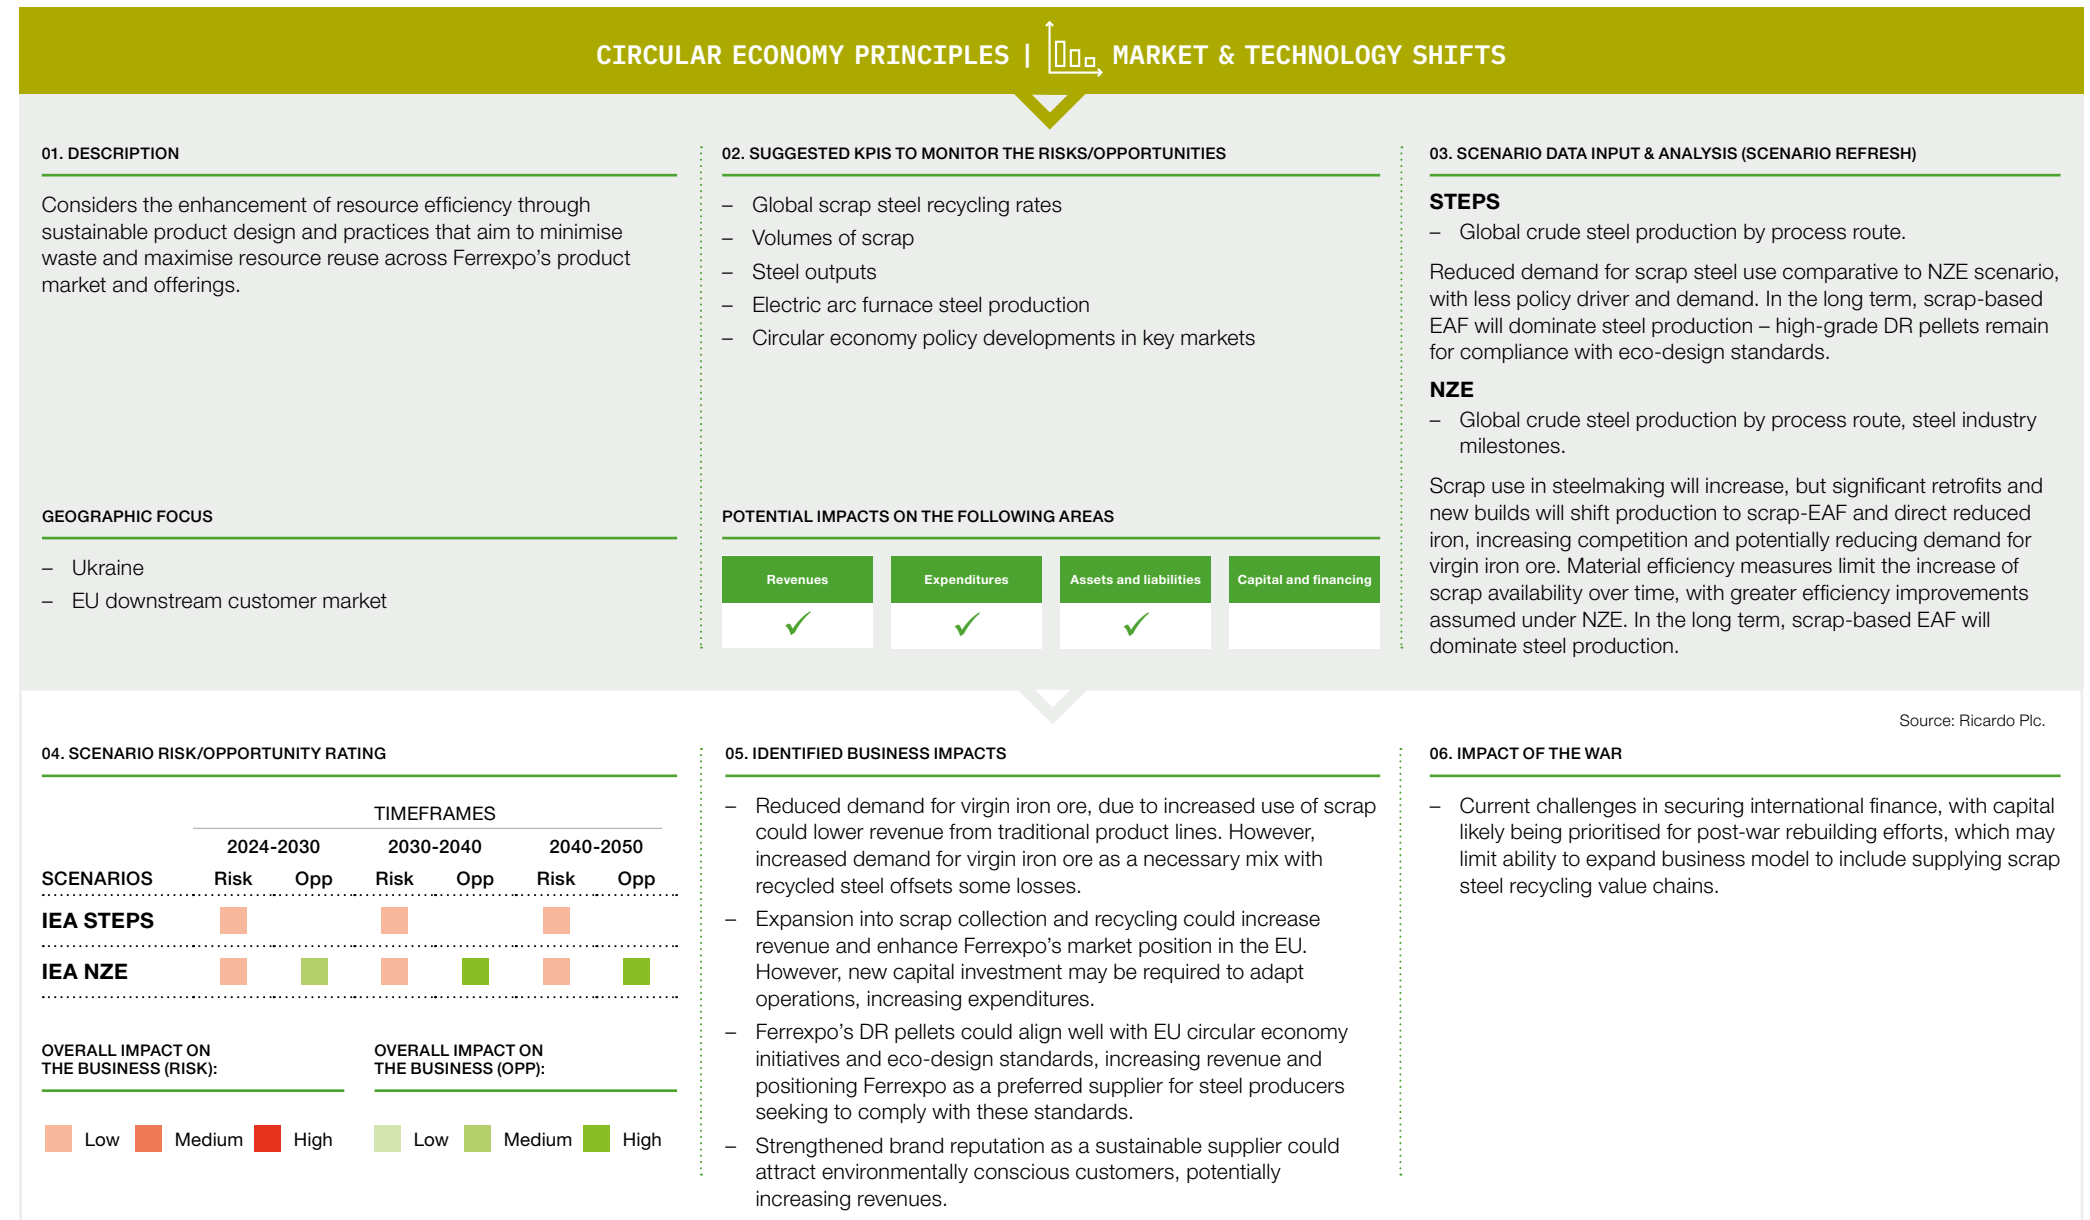 CIRCULAR ECONOMY PRINCIPLES | MARKET & TECHNOLOGY SHIFTS
01. DESCRIPTION
Considers the enhancement of resource efficiency through
sustainable product design and practices that aim to minimise
waste and maximise resource reuse across Ferrexpo's product
market and offerings.
GEOGRAPHIC FOCUS
– Ukraine
– EU downstream customer market
02. SUGGESTED KPIS TO MONITOR THE RISKS/OPPORTUNITIES
– Global scrap steel recycling rates
– Volumes of scrap
– Steel outputs
– Electric arc furnace steel production
– Circular economy policy developments in key markets
POTENTIAL IMPACTS ON THE FOLLOWING AREAS
Revenues Expenditures Assets and liabilities Capital and financing
✓ ✓ ✓
03. SCENARIO DATA INPUT & ANALYSIS (SCENARIO REFRESH)
STEPS
– Global crude steel production by process route.
Reduced demand for scrap steel use comparative to NZE scenario,
with less policy driver and demand. In the long term, scrap-based
EAF will dominate steel production – high-grade DR pellets remain
for compliance with eco-design standards.
NZE
– Global crude steel production by process route, steel industry
milestones.
Scrap use in steelmaking will increase, but significant retrofits and
new builds will shift production to scrap-EAF and direct reduced
iron, increasing competition and potentially reducing demand for
virgin iron ore. Material efficiency measures limit the increase of
scrap availability over time, with greater efficiency improvements
assumed under NZE. In the long term, scrap-based EAF will
dominate steel production.
Source: Ricardo Plc.
04. SCENARIO RISK/OPPORTUNITY RATING
TIMEFRAMES
2024-2030 2030-2040 2040-2050
SCENARIOS Risk Opp Risk Opp Risk Opp
IEA STEPS
IEA NZE
OVERALL IMPACT ON
THE BUSINESS (RISK):
Low Medium High
OVERALL IMPACT ON
THE BUSINESS (OPP):
Low Medium High
05. IDENTIFIED BUSINESS IMPACTS
– Reduced demand for virgin iron ore, due to increased use of scrap
could lower revenue from traditional product lines. However,
increased demand for virgin iron ore as a necessary mix with
recycled steel offsets some losses.
– Expansion into scrap collection and recycling could increase
revenue and enhance Ferrexpo's market position in the EU.
However, new capital investment may be required to adapt
operations, increasing expenditures.
– Ferrexpo's DR pellets could align well with EU circular economy
initiatives and eco-design standards, increasing revenue and
positioning Ferrexpo as a preferred supplier for steel producers
seeking to comply with these standards.
– Strengthened brand reputation as a sustainable supplier could
attract environmentally conscious customers, potentially
increasing revenues.
06. IMPACT OF THE WAR
– Current challenges in securing international finance, with capital
likely being prioritised for post-war rebuilding efforts, which may
limit ability to expand business model to include supplying scrap
steel recycling value chains.